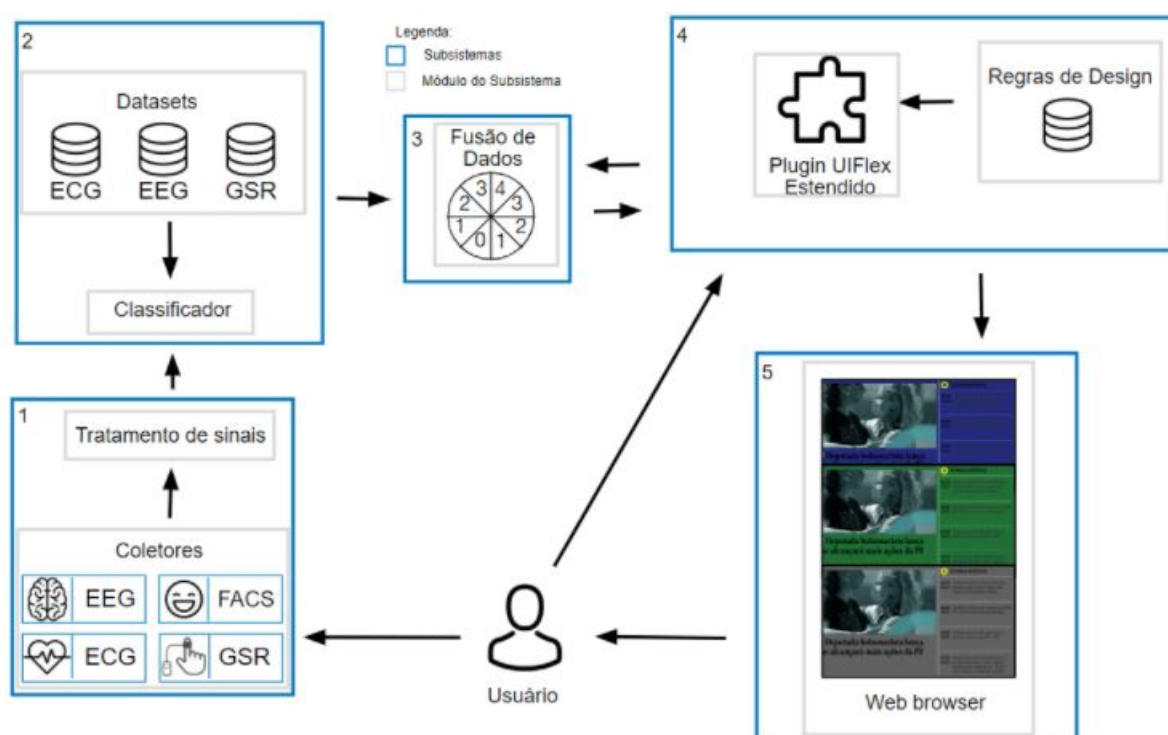 2
Datasets
ECG EEG GSR
Classificador
Legenda:
Subsistemas
Módulo do Subsistema
3
Fusão de
Dados
3 4
2 3
1 2
0 1
4
Plugin UIFlex
Estendido
Regras de Design
1
Tratamento de sinais
Coletores
EEG FACS
ECG GSR
Usuário
5
Web browser